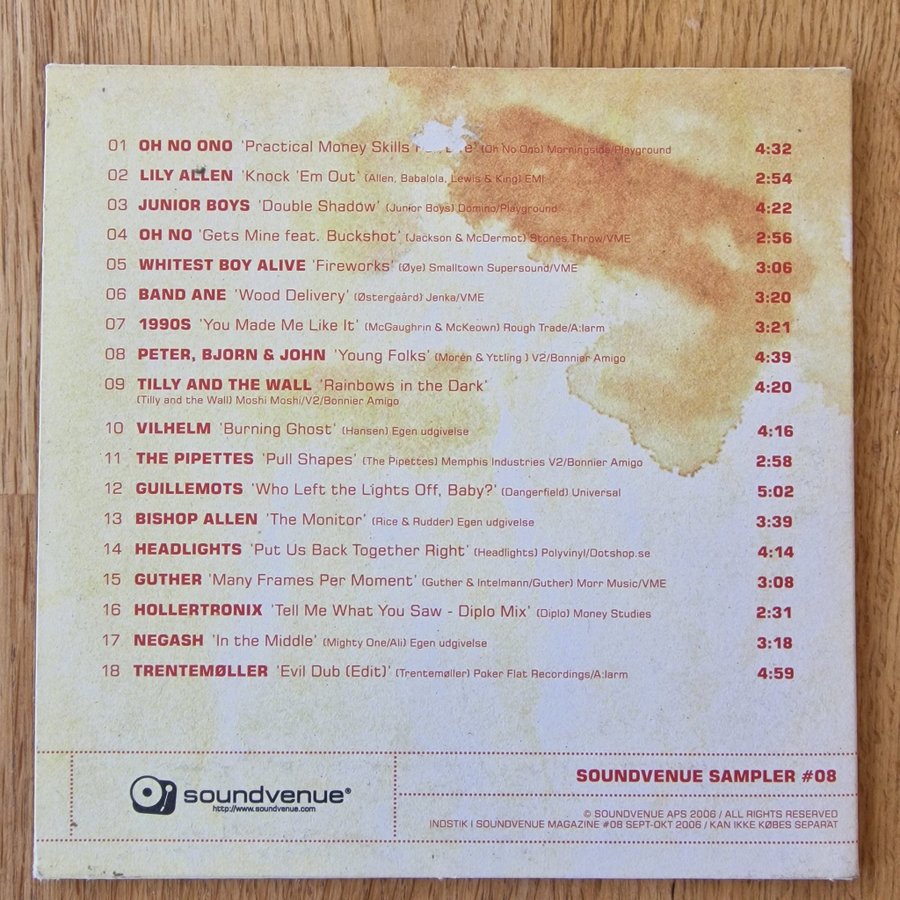 01 OH NO ONO 'Practical Money Skills (Oh No Ono) Morningside/Playground 4:32
02 LILY ALLEN 'Knock 'Em Out' (Allen, Babalola, Lewis & King) EMI 2:54
03 JUNIOR BOYS 'Double Shadow' (Junior Boys) Domino/Playground 4:22
04 OH NO 'Gets Mine feat. Buckshot' (Jackson & McDermot) Stones Throw/VME 2:56
05 WHITEST BOY ALIVE 'Fireworks' (Øye) Smalltown Supersound/VME 3:06
06 BAND ANE 'Wood Delivery' (Østergaård) Jenka/VME 3:20
07 1990S 'You Made Me Like It' (McGaughrin & McKeown) Rough Trade/A:larm 3:21
08 PETER, BJORN & JOHN 'Young Folks' (Morén & Yttling ) V2/Bonnier Amigo 4:39
09 TILLY AND THE WALL 'Rainbows in the Dark' 4:20
(Tilly and the Wall) Moshi Moshi/V2/Bonnier Amigo
10 VILHELM 'Burning Ghost' (Hansen) Egen udgivelse 4:16
11 THE PIPETTES 'Pull Shapes' (The Pipettes) Memphis Industries V2/Bonnier Amigo 2:58
12 GUILLEMOTS 'Who Left the Lights Off, Baby?' (Dangerfield) Universal 5:02
13 BISHOP ALLEN 'The Monitor' (Rice & Rudder) Egen udgivelse 3:39
14 HEADLIGHTS 'Put Us Back Together Right' (Headlights) Polyvinyl/Dotshop.se 4:14
15 GUTHER 'Many Frames Per Moment' (Guther & Intelmann/Guther) Morr Music/VME 3:08
16 HOLLERTRONIX 'Tell Me What You Saw - Diplo Mix' (Diplo) Money Studies 2:31
17 NEGASH 'In the Middle' (Mighty One/Ali) Egen udgivelse 3:18
18 TRENTEMØLLER 'Evil Dub (Edit)' (Trentemøller) Poker Flat Recordings/A:larm 4:59
SOUNDVENUE SAMPLER #08
soundvenue®
http://www.soundvenue.com
© SOUNDVENUE APS 2006 / ALL RIGHTS RESERVED
INDSTIK I SOUNDVENUE MAGAZINE #08 SEPT-OKT 2006 / KAN IKKE KØBES SEPARAT